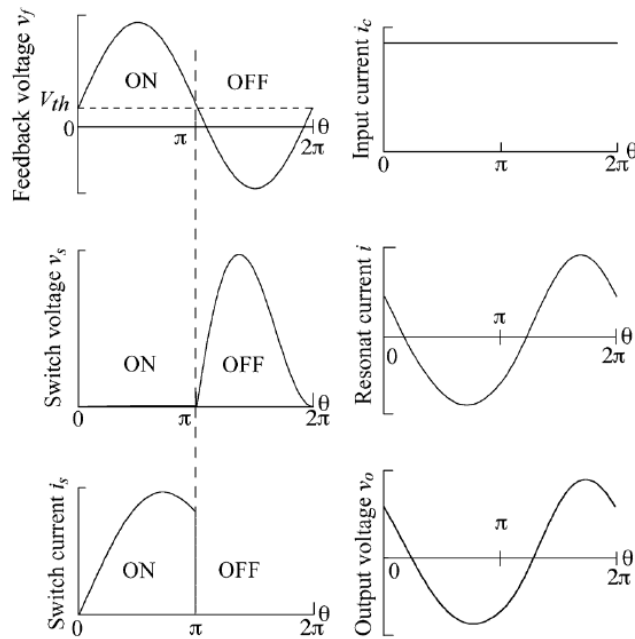 Feedback voltage v_f
V_th
0
ON
OFF
π
2π
θ
Input current i_c
0
π
2π
θ
Switch voltage v_s
ON
OFF
0
π
2π
θ
Resonat current i
0
π
2π
θ
Switch current i_s
ON
OFF
0
π
2π
θ
Output voltage v_o
0
π
2π
θ